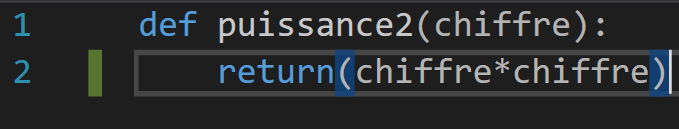 1 def puissance2(chiffre):
2 return(chiffre*chiffre)